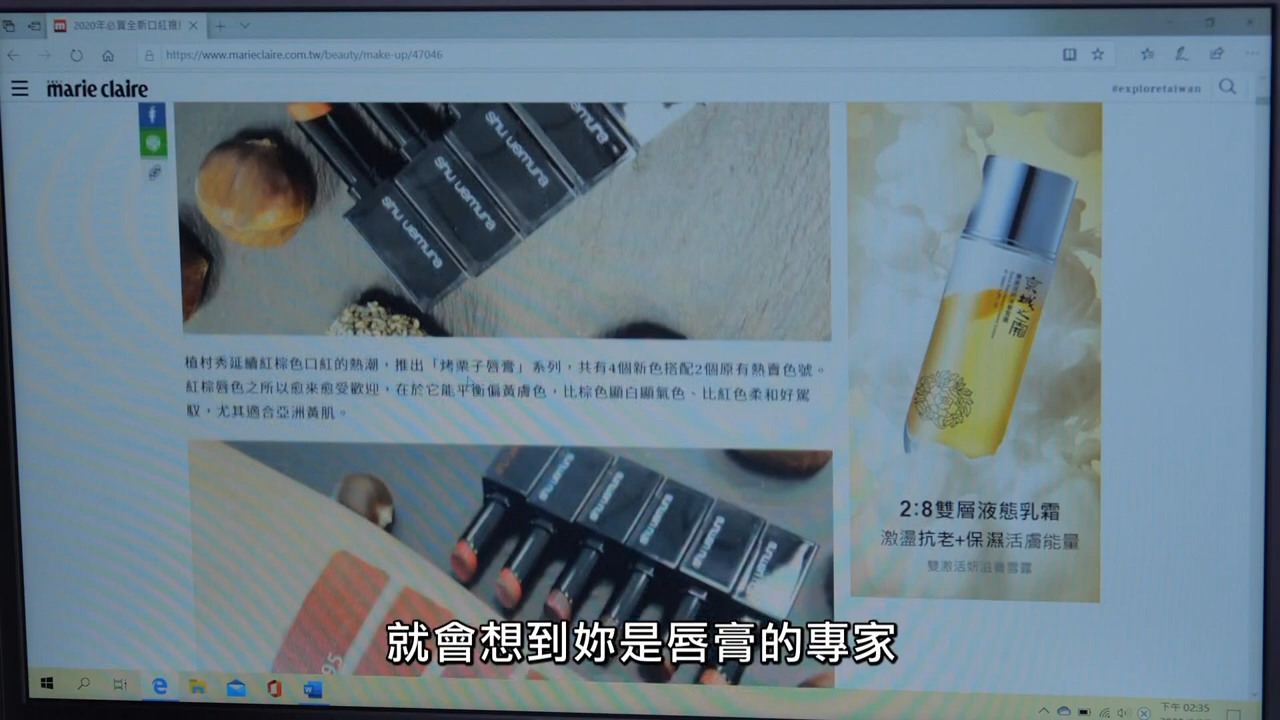 2020年必買全新口紅推!
https://www.marieclaire.com.tw/beauty/make-up/47046
marie claire
#exploretaiwan
shu uemura
shu uemura
shu uemura
植村秀延續紅棕色口紅的熱潮，推出「烤栗子唇膏」系列，共有4個新色搭配2個原有熱賣色號。
紅棕唇色之所以愈來愈受歡迎，在於它能平衡偏黃膚色，比棕色顯白顯氣色、比紅色柔和好駕
馭，尤其適合亞洲黃肌。
京城之霜
2:8雙層液態乳霜
激盪抗老+保濕活膚能量
雙激活妍滋養雪露
95
就會想到妳是唇膏的專家
下午 02:35